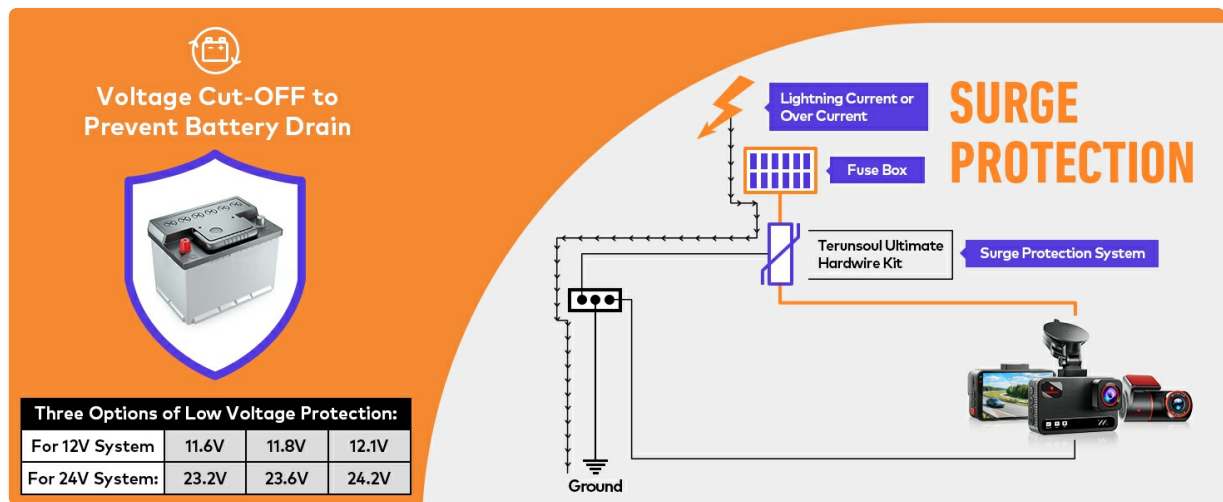 Voltage Cut-OFF to
Prevent Battery Drain
Three Options of Low Voltage Protection:
For 12V System 11.6V 11.8V 12.1V
For 24V System: 23.2V 23.6V 24.2V
SURGE
PROTECTION
Lightning Current or
Over Current
Fuse Box
Terunsoul Ultimate
Hardwire Kit
Surge Protection System
Ground